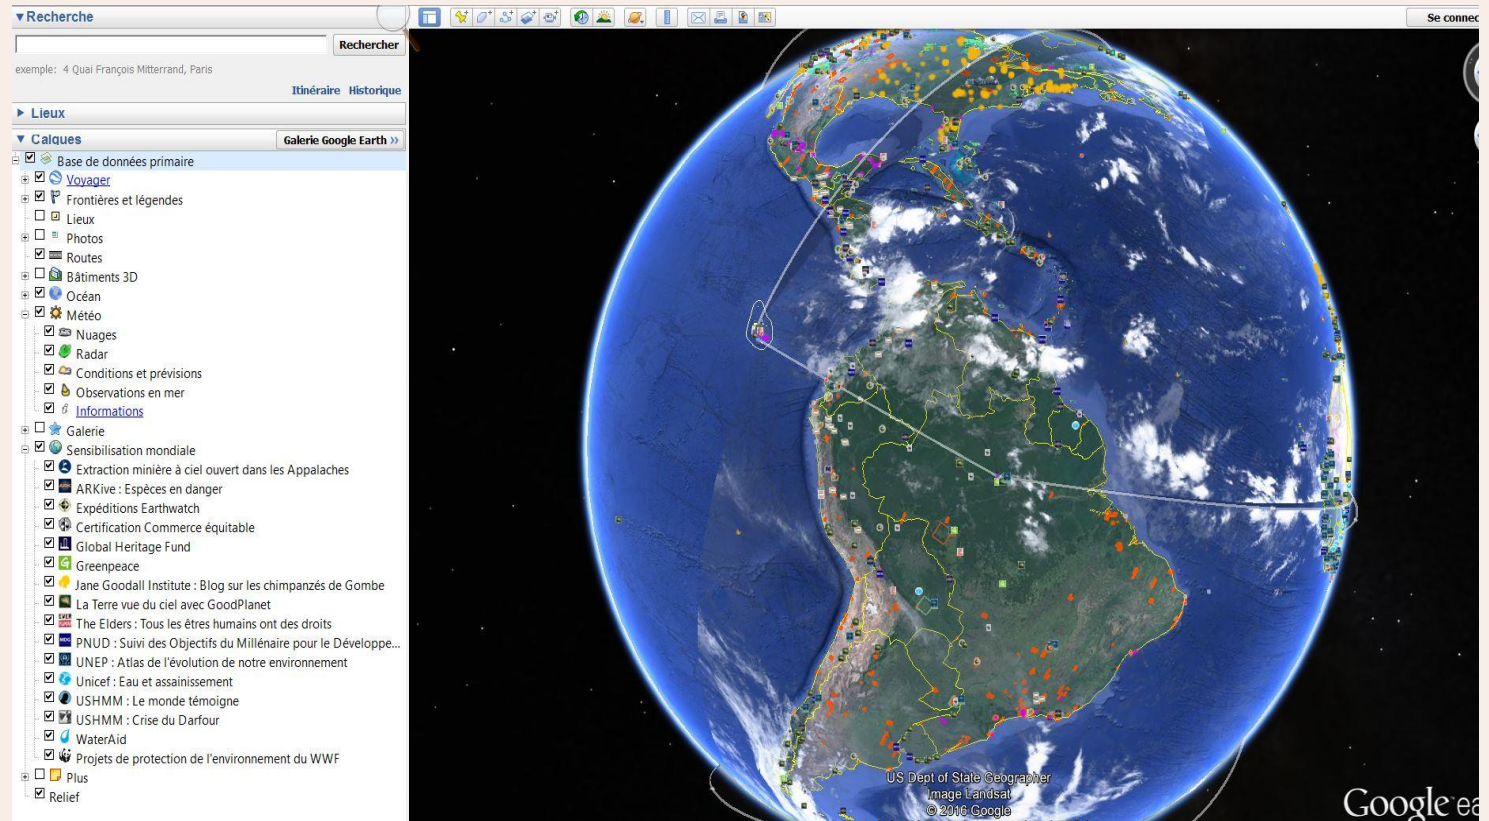 Recherche
Rechercher
exemple: 4 Quai François Mitterrand, Paris
Itinéraire Historique
Lieux
Calques
Galerie Google Earth »
Base de données primaire
Voyager
Frontières et légendes
Lieux
Photos
Routes
Bâtiments 3D
Océan
Météo
Nuages
Radar
Conditions et prévisions
Observations en mer
Informations
Galerie
Sensibilisation mondiale
Extraction minière à ciel ouvert dans les Appalaches
ARKive : Espèces en danger
Expéditions Earthwatch
Certification Commerce équitable
Global Heritage Fund
Greenpeace
Jane Goodall Institute : Blog sur les chimpanzés de Gombe
La Terre vue du ciel avec GoodPlanet
The Elders : Tous les êtres humains ont des droits
PNUD : Suivi des Objectifs du Millénaire pour le Développe...
UNEP : Atlas de l'évolution de notre environnement
Unicef : Eau et assainissement
USHMM : Le monde témoigne
USHMM : Crise du Darfour
WaterAid
Projets de protection de l'environnement du WWF
Plus
Relief
Se connec
US Dept of State Geographer
Image Landsat
© 2016 Google
Google ea